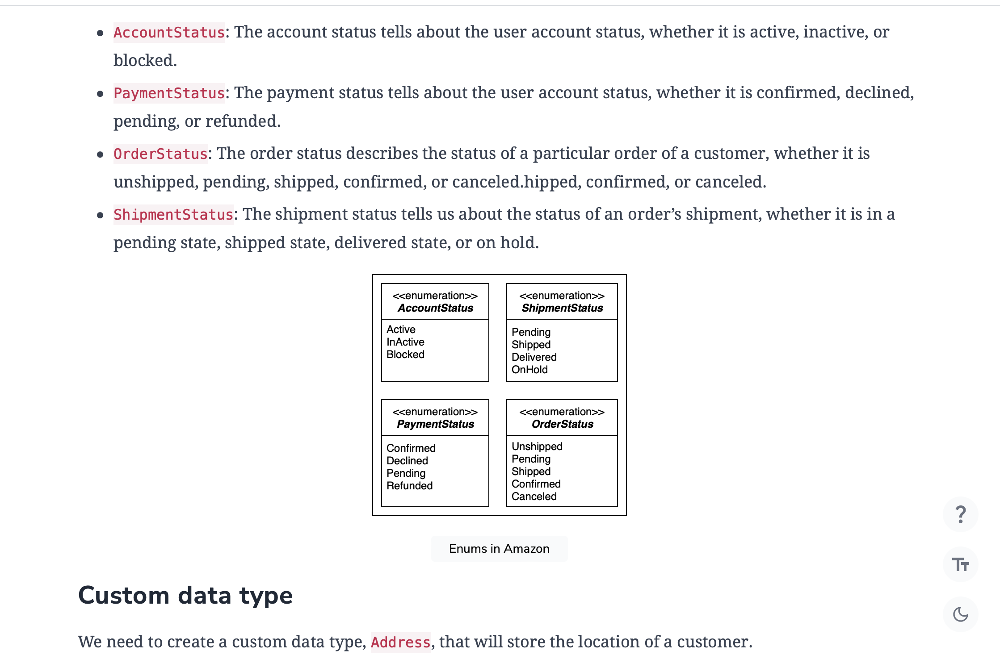 AccountStatus: The account status tells about the user account status, whether it is active, inactive, or
blocked.
PaymentStatus: The payment status tells about the user account status, whether it is confirmed, declined,
pending, or refunded.
OrderStatus: The order status describes the status of a particular order of a customer, whether it is
unshipped, pending, shipped, confirmed, or canceled.hipped, confirmed, or canceled.
ShipmentStatus: The shipment status tells us about the status of an order’s shipment, whether it is in a
pending state, shipped state, delivered state, or on hold.
<<enumeration>>
AccountStatus
Active
InActive
Blocked
<<enumeration>>
ShipmentStatus
Pending
Shipped
Delivered
OnHold
<<enumeration>>
PaymentStatus
Confirmed
Declined
Pending
Refunded
<<enumeration>>
OrderStatus
Unshipped
Pending
Shipped
Confirmed
Canceled
Enums in Amazon
?
TT
Custom data type
We need to create a custom data type, Address, that will store the location of a customer.